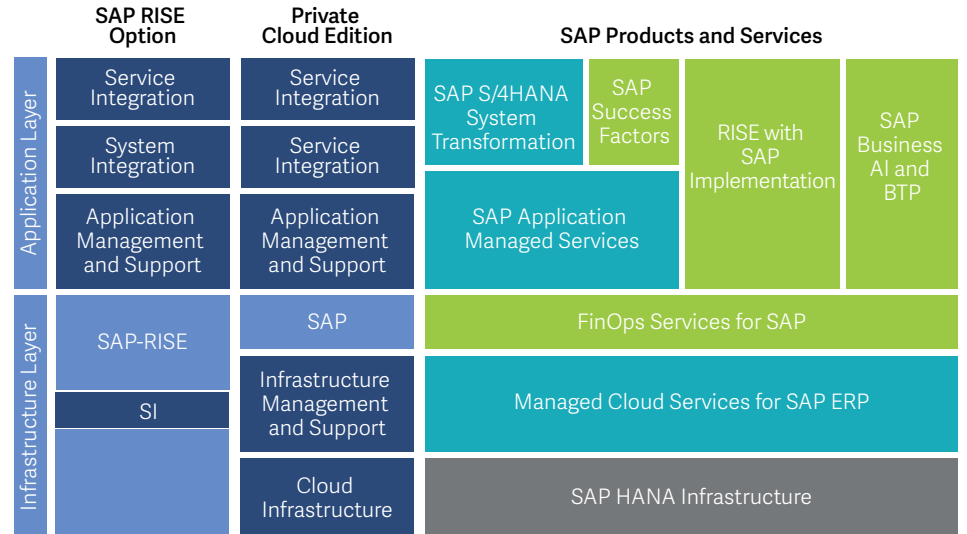 SAP RISE
Option
Private
Cloud Edition
SAP Products and Services
Application Layer
Service
Integration
Service
Integration
SAP S/4HANA
System
Transformation
SAP
Success
Factors
RISE with
SAP
Implementation
SAP
Business
AI and
BTP
System
Integration
Service
Integration
Application
Management
and Support
Application
Management
and Support
SAP Application
Managed Services
Infrastructure Layer
SAP-RISE
SAP
FinOps Services for SAP
SI
Infrastructure
Management
and Support
Managed Cloud Services for SAP ERP
Cloud
Infrastructure
SAP HANA Infrastructure